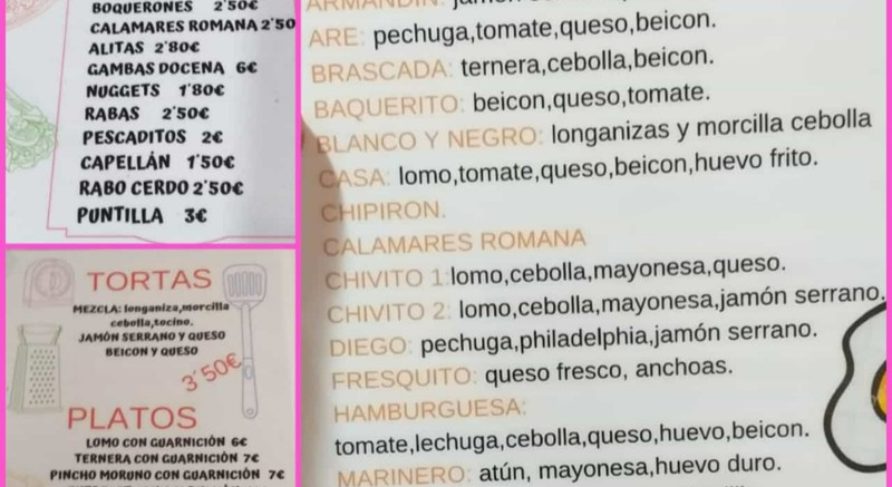 BOQUERONES 2'50€
CALAMARES ROMANA 2'50
ALITAS 2'80€
GAMBAS DOCENA 6€
NUGGETS 1'80€
RABAS 2'50€
PESCADITOS 2€
CAPELLÁN 1'50€
RABO CERDO 2'50€
PUNTILLA 3€
TORTAS
MEZCLA: longaniza,morcilla
cebolla,tocino.
JAMÓN SERRANO Y QUESO
BEICON Y QUESO
3'50€
PLATOS
LOMO CON GUARNICIÓN 6€
TERNERA CON GUARNICIÓN 7€
PINCHO MORUNO CON GUARNICIÓN 7€
ARE: pechuga,tomate,queso,beicon.
BRASCADA: ternera,cebolla,beicon.
BAQUERITO: beicon,queso,tomate.
BLANCO Y NEGRO: longanizas y morcilla cebolla
CASA: lomo,tomate,queso,beicon,huevo frito.
CHIPIRON.
CALAMARES ROMANA
CHIVITO 1:lomo,cebolla,mayonesa,queso.
CHIVITO 2: lomo,cebolla,mayonesa,jamón serrano.
DIEGO: pechuga,philadelphia,jamón serrano.
FRESQUITO: queso fresco, anchoas.
HAMBURGUESA:
tomate,lechuga,cebolla,queso,huevo,beicon.
MARINERO: atún, mayonesa,huevo duro.